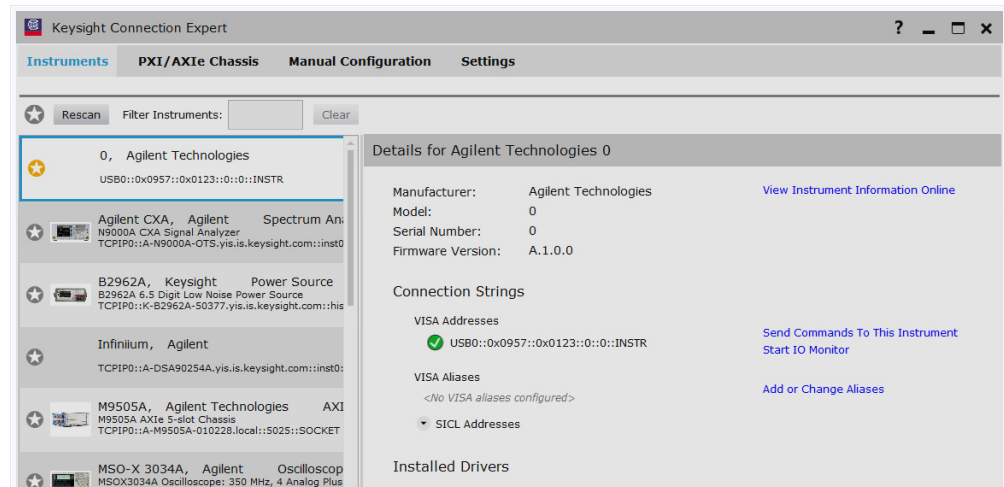 Keysight Connection Expert
?
Instruments PXI/AXIe Chassis Manual Configuration Settings
Rescan Filter Instruments: Clear
0, Agilent Technologies
USB0::0x0957::0x0123::0::0::INSTR
Agilent CXA, Agilent Spectrum An
N9000A CXA Signal Analyzer
TCPIP0::A-N9000A-OTS.yis.is.keysight.com::inst0
B2962A, Keysight Power Source
B2962A 6.5 Digit Low Noise Power Source
TCPIP0::K-B2962A-50377.yis.is.keysight.com::his
Infiniium, Agilent
TCPIP0::A-DSA90254A.yis.is.keysight.com::inst0:
M9505A, Agilent Technologies AXI
M9505A AXIe 5-slot Chassis
TCPIP0::A-M9505A-010228.local::5025::SOCKET
MSO-X 3034A, Agilent Oscilloscop
MSOX3034A Oscilloscope: 350 MHz, 4 Analog Plus
Details for Agilent Technologies 0
Manufacturer: Agilent Technologies View Instrument Information Online
Model: 0
Serial Number: 0
Firmware Version: A.1.0.0
Connection Strings
VISA Addresses
USB0::0x0957::0x0123::0::0::INSTR
Send Commands To This Instrument
Start IO Monitor
VISA Aliases
<No VISA aliases configured>
Add or Change Aliases
SICL Addresses
Installed Drivers